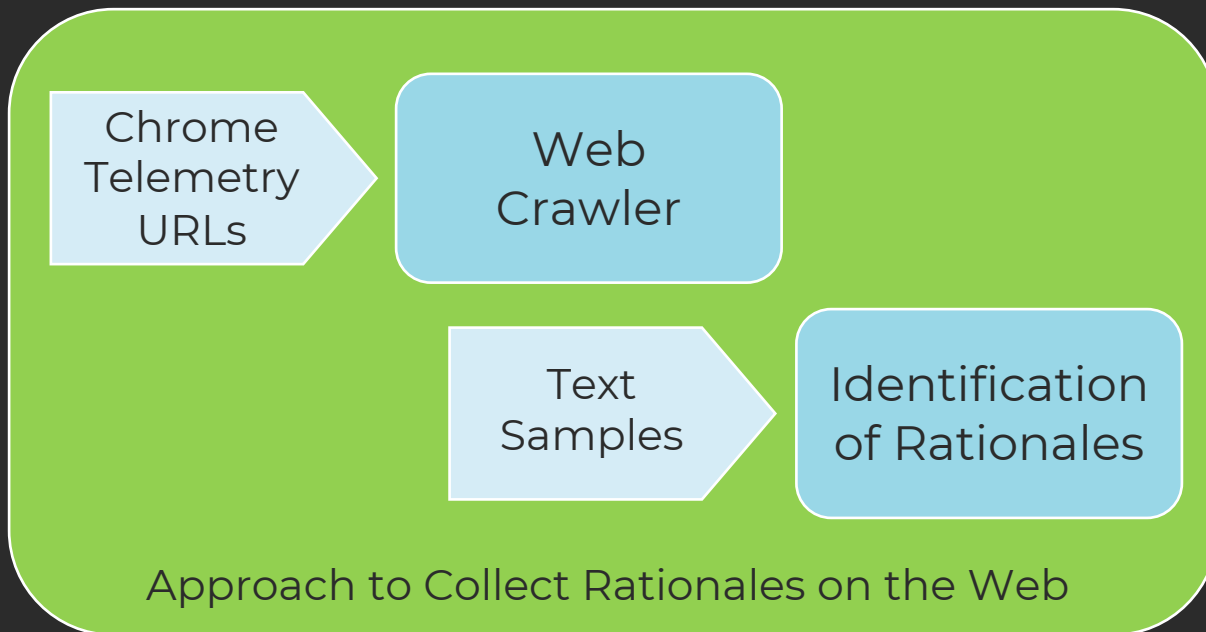 Chrome
Telemetry
URLs
Web
Crawler
Text
Samples
Identification
of Rationales
Approach to Collect Rationales on the Web